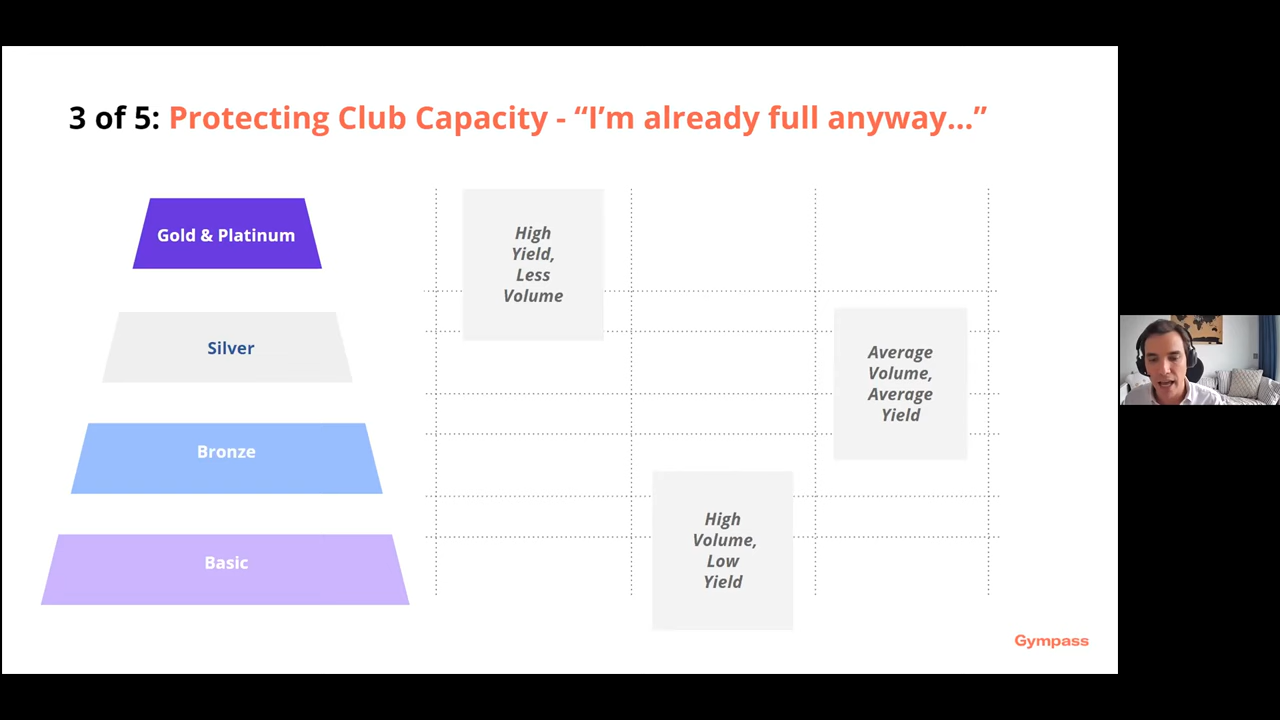 3 of 5: Protecting Club Capacity - “I’m already full anyway...”
Gold & Platinum
Silver
Bronze
Basic
High
Yield,
Less
Volume
High
Volume,
Low
Yield
Average
Volume,
Average
Yield
Gympass